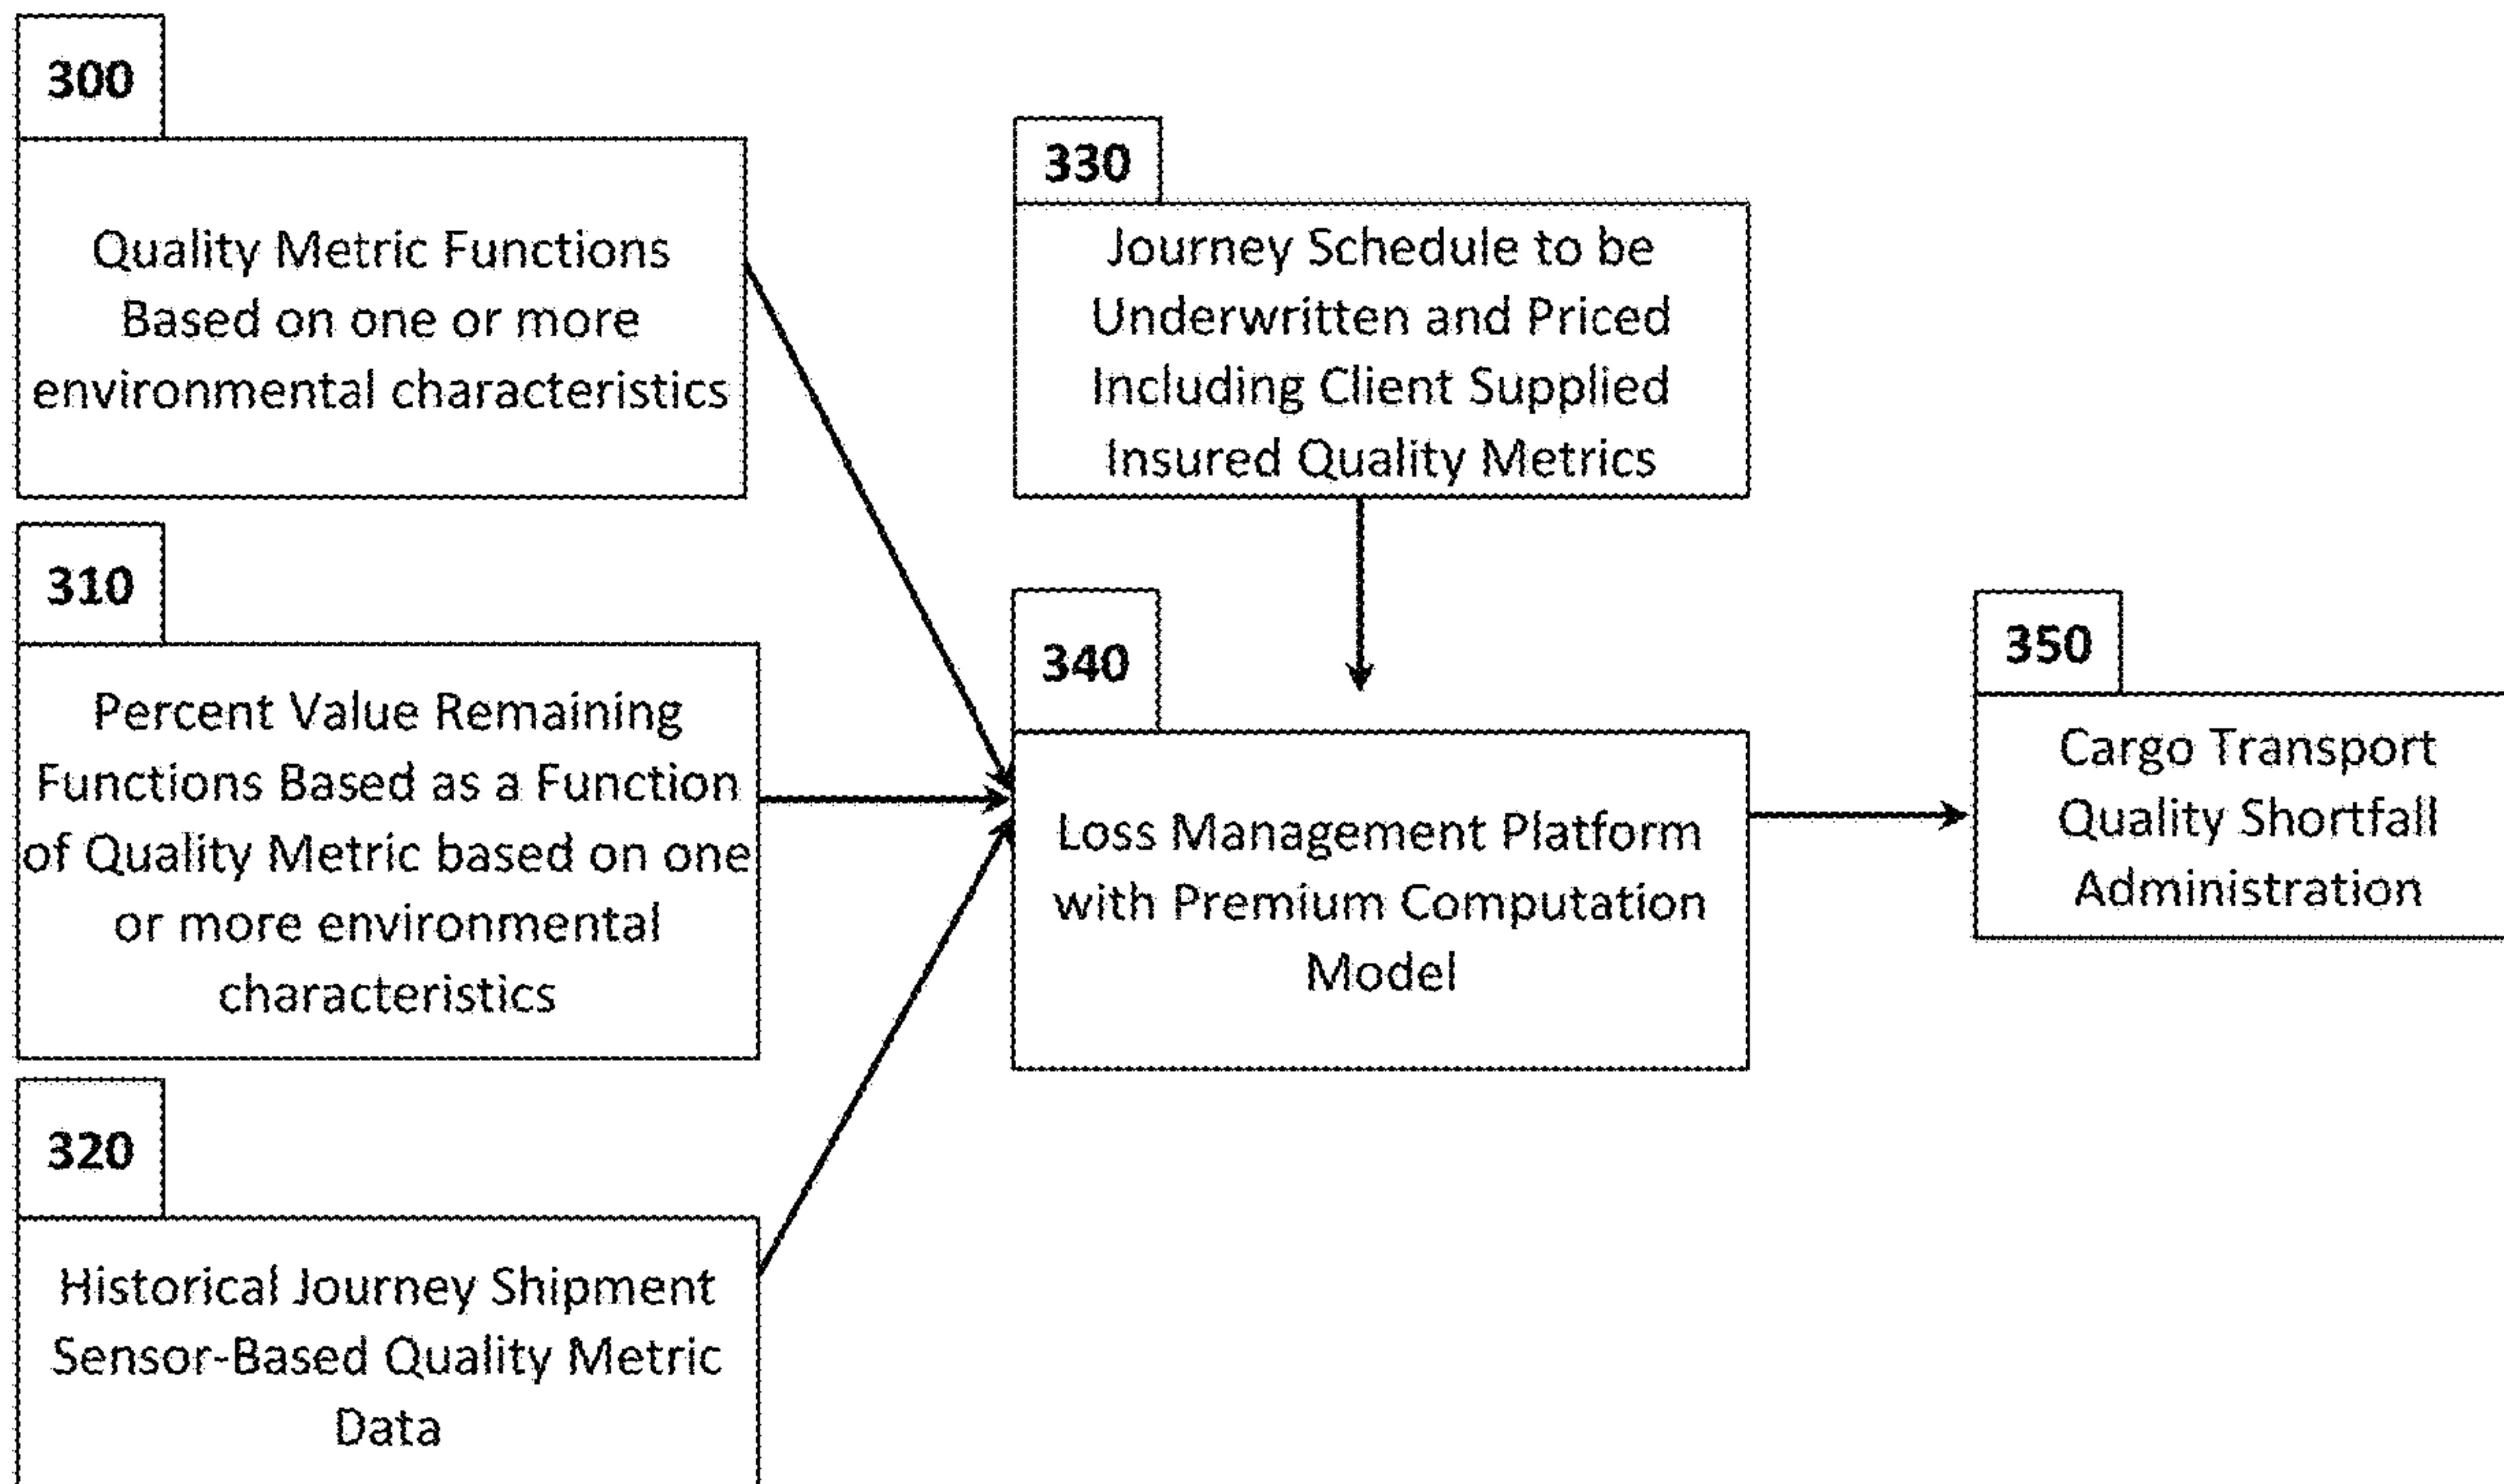 300
Quality Metric Functions
Based on one or more
environmental characteristics
310
Percent Value Remaining
Functions Based as a Function
of Quality Metric based on one
or more environmental
characteristics
320
Historical Journey Shipment
Sensor-Based Quality Metric
Data
330
Journey Schedule to be
Underwritten and Priced
Including Client Supplied
Insured Quality Metrics
340
Loss Management Platform
with Premium Computation
Model
350
Cargo Transport
Quality Shortfall
Administration